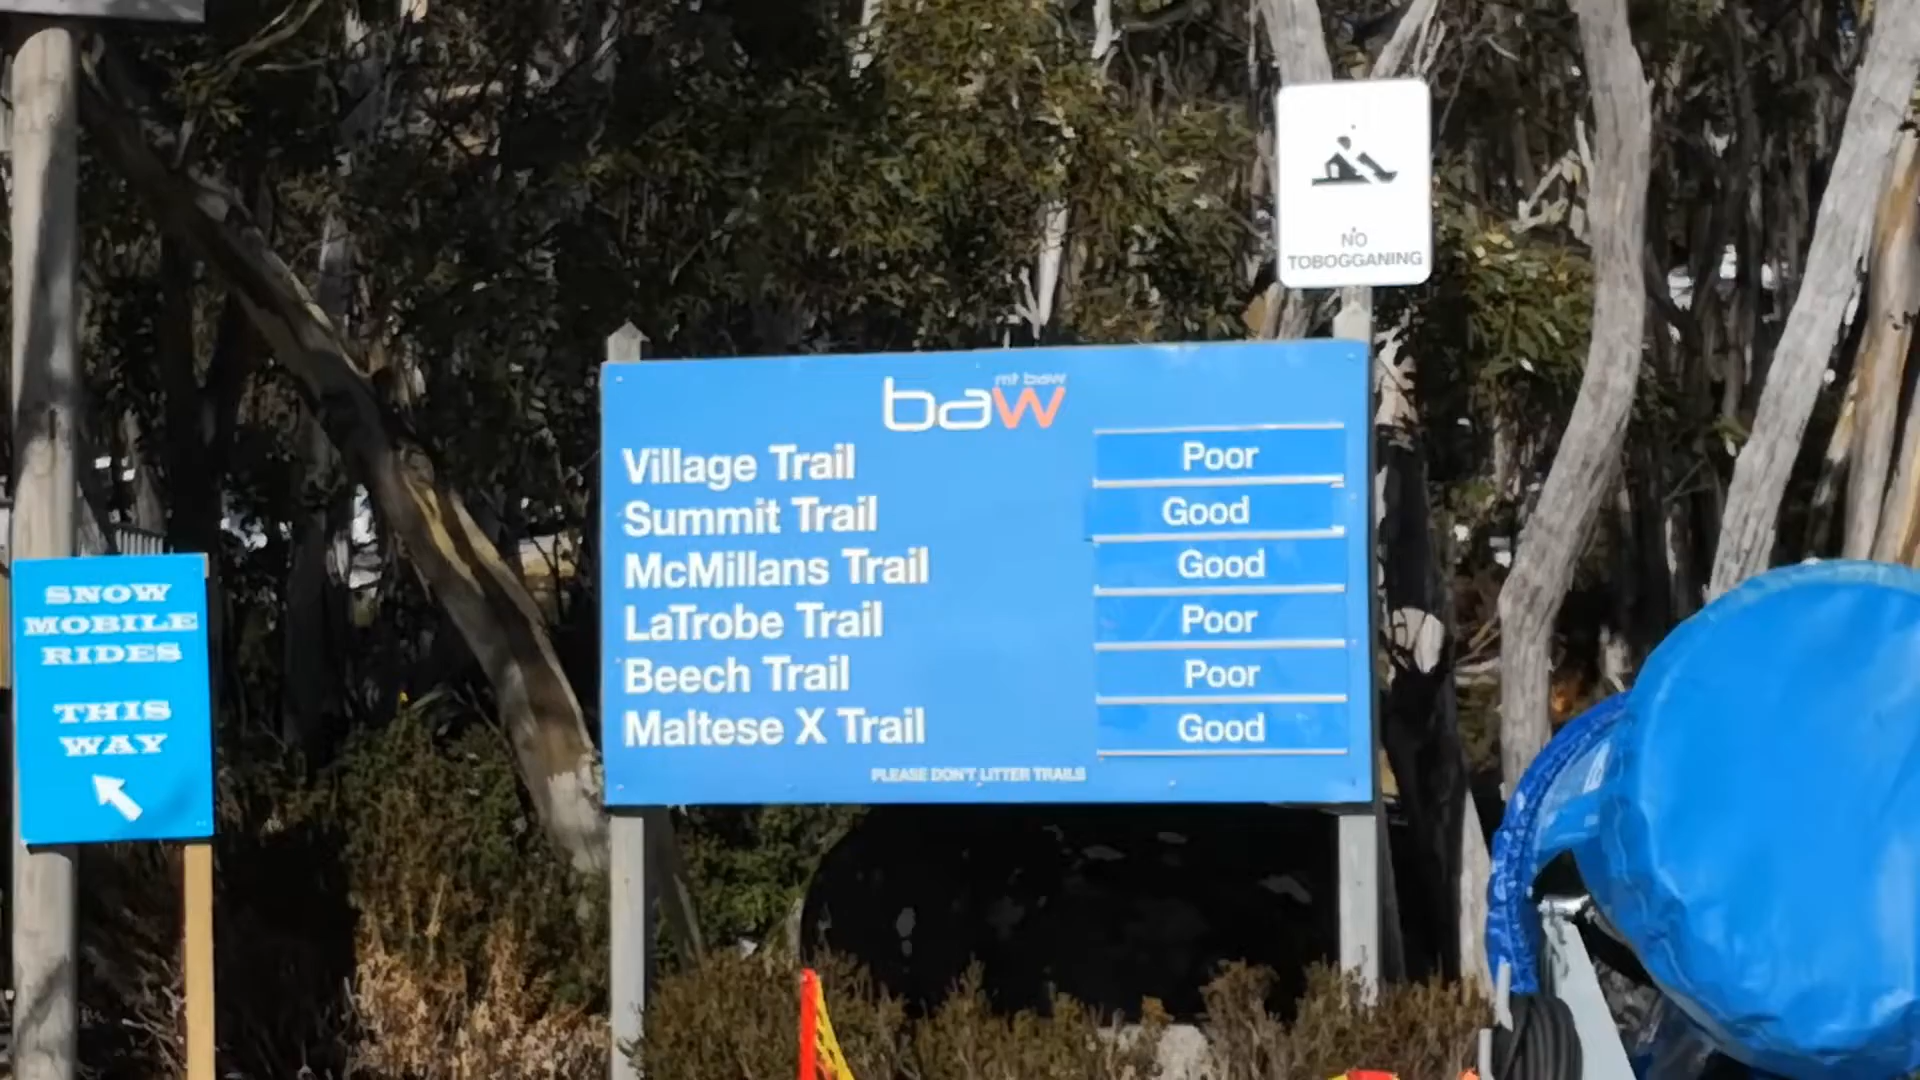 NO
TOBOGGANING
mt baw
baw
Village Trail Poor
Summit Trail Good
McMillans Trail Good
LaTrobe Trail Poor
Beech Trail Poor
Maltese X Trail Good
PLEASE DON'T LITTER TRAILS
SNOW
MOBILE
RIDES
THIS
WAY